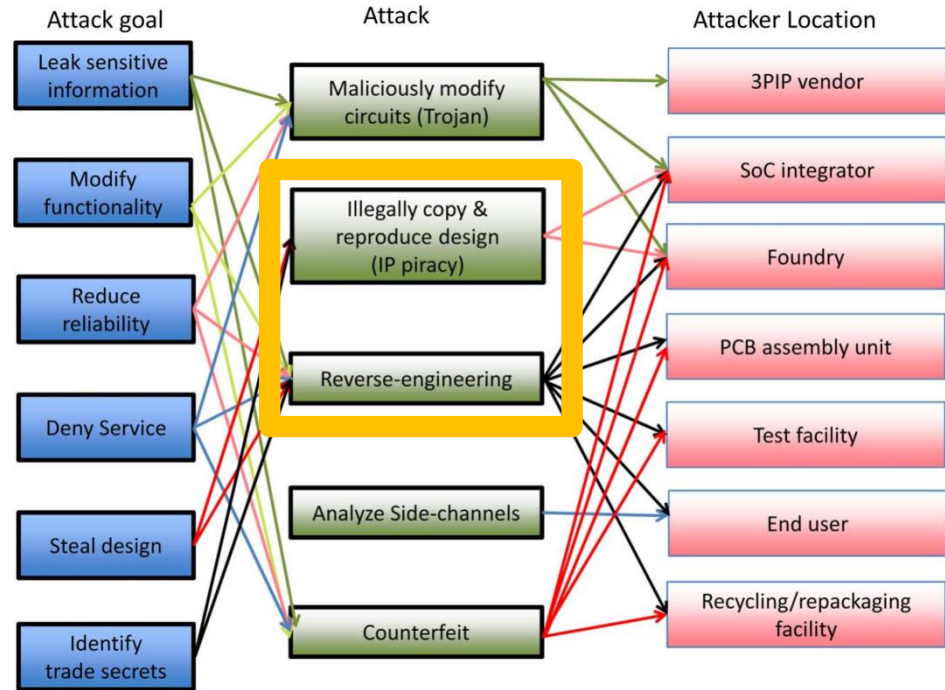 Attack goal
Attack
Attacker Location
Leak sensitive
information
Modify
functionality
Reduce
reliability
Deny Service
Steal design
Identify
trade secrets
Maliciously modify
circuits (Trojan)
Illegally copy &
reproduce design
(IP piracy)
Reverse-engineering
Analyze Side-channels
Counterfeit
3PIP vendor
SoC integrator
Foundry
PCB assembly unit
Test facility
End user
Recycling/repackaging
facility